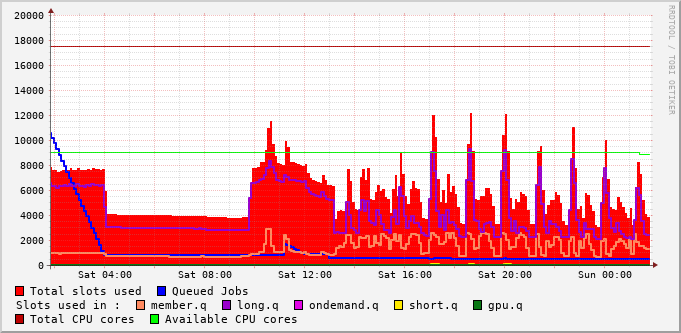 20000
18000
16000
14000
12000
10000
8000
6000
4000
2000
0
Sat 04:00 Sat 08:00 Sat 12:00 Sat 16:00 Sat 20:00 Sun 00:00
RRDTOOL / TOBI OETIKER
Total slots used Queued Jobs
Slots used in : member.q long.q ondemand.q short.q gpu.q
Total CPU cores Available CPU cores